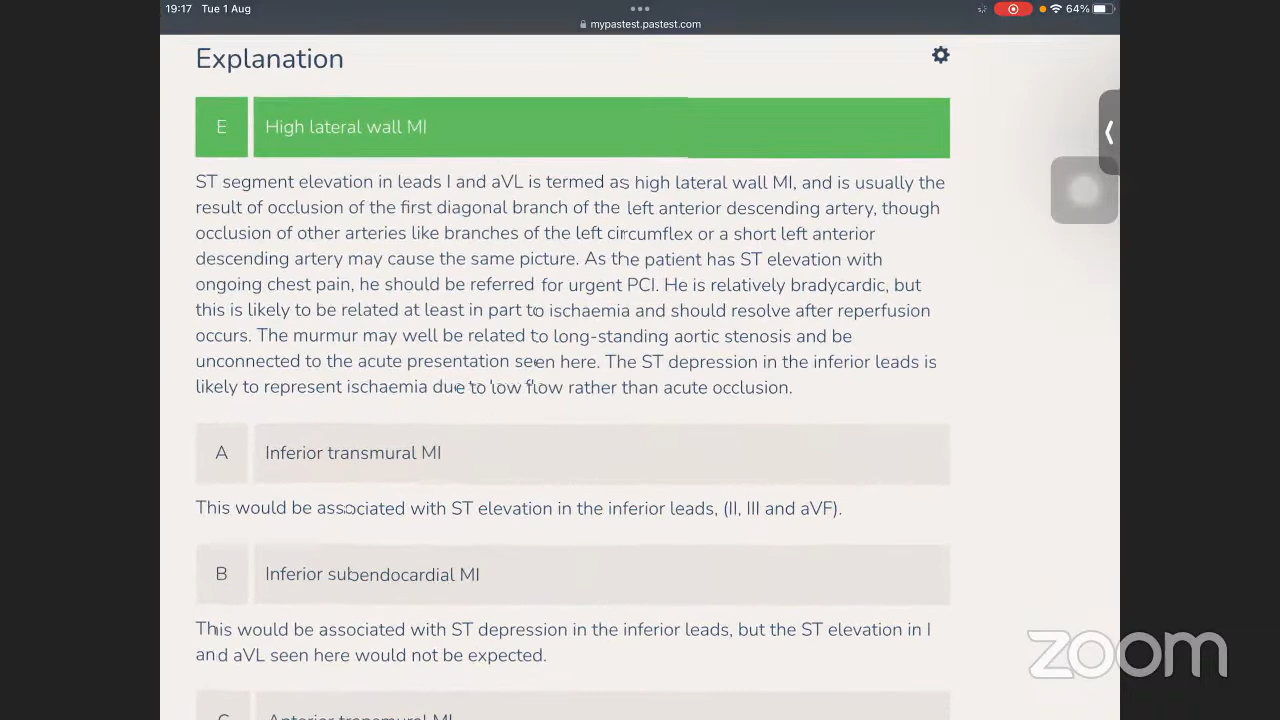 19:17 Tue 1 Aug
64%
mypastest.pastest.com
Explanation
E High lateral wall MI
ST segment elevation in leads I and aVL is termed as high lateral wall MI, and is usually the
result of occlusion of the first diagonal branch of the left anterior descending artery, though
occlusion of other arteries like branches of the left circumflex or a short left anterior
descending artery may cause the same picture. As the patient has ST elevation with
ongoing chest pain, he should be referred for urgent PCI. He is relatively bradycardic, but
this is likely to be related at least in part to ischaemia and should resolve after reperfusion
occurs. The murmur may well be related to long-standing aortic stenosis and be
unconnected to the acute presentation seen here. The ST depression in the inferior leads is
likely to represent ischaemia due to low flow rather than acute occlusion.
A Inferior transmural MI
This would be associated with ST elevation in the inferior leads, (II, III and aVF).
B Inferior subendocardial MI
This would be associated with ST depression in the inferior leads, but the ST elevation in I
and aVL seen here would not be expected.
C Anterior transmural MI
zoom